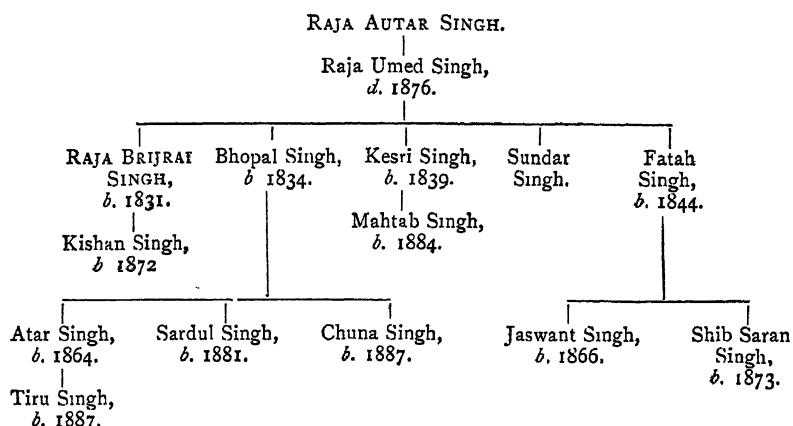 RAJA AUTAR SINGH.
Raja Umed Singh,
d. 1876.
RAJA BRIJRAI
SINGH,
b. 1831.
Bhopal Singh,
b 1834.
Kesri Singh,
b. 1839.
Sundar
Singh.
Fatah
Singh,
b. 1844.
Kishan Singh,
b 1872
Mahtab Singh,
b. 1884.
Atar Singh,
b. 1864.
Sardul Singh,
b. 1881.
Chuna Singh,
b. 1887.
Jaswant Singh,
b. 1866.
Shib Saran
Singh,
b. 1873.
Tiru Singh,
b. 1887.